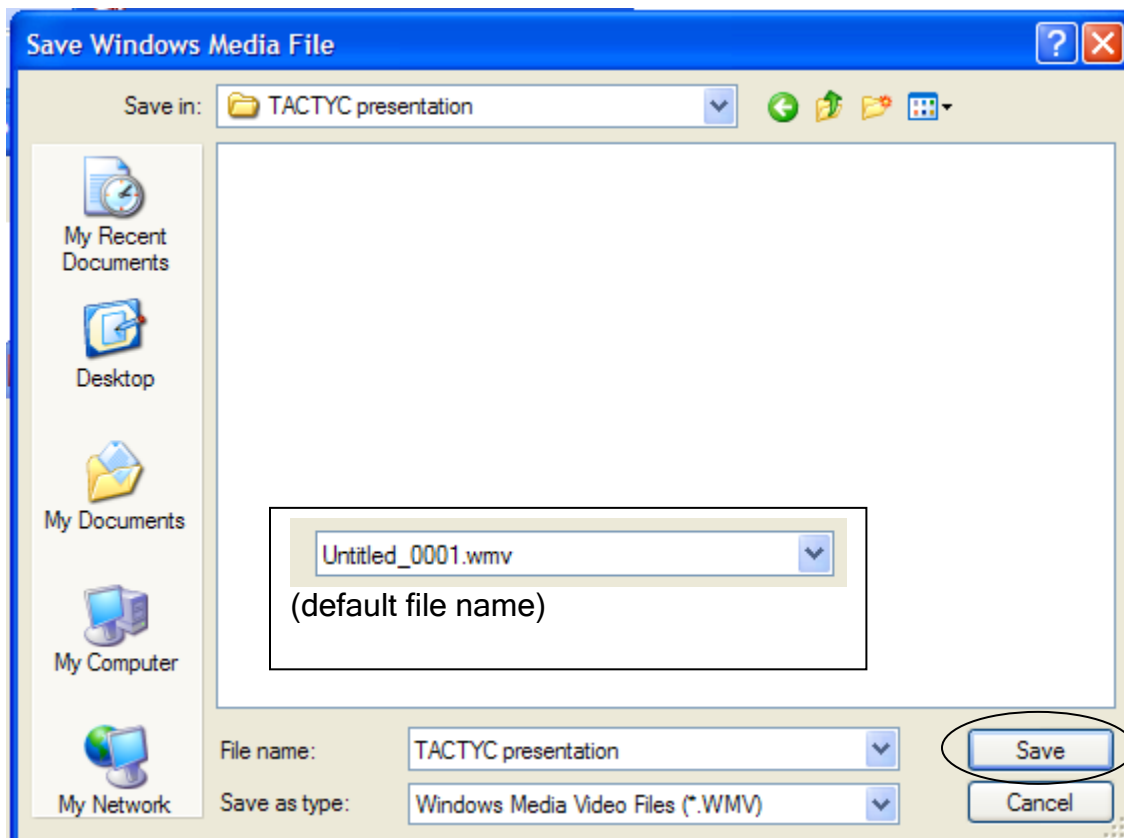 Save Windows Media File
Save in: TACTYC presentation
My Recent
Documents
Desktop
My Documents
My Computer
My Network
Untitled_0001.wmv
(default file name)
File name: TACTYC presentation Save
Save as type: Windows Media Video Files (*.WMV) Cancel